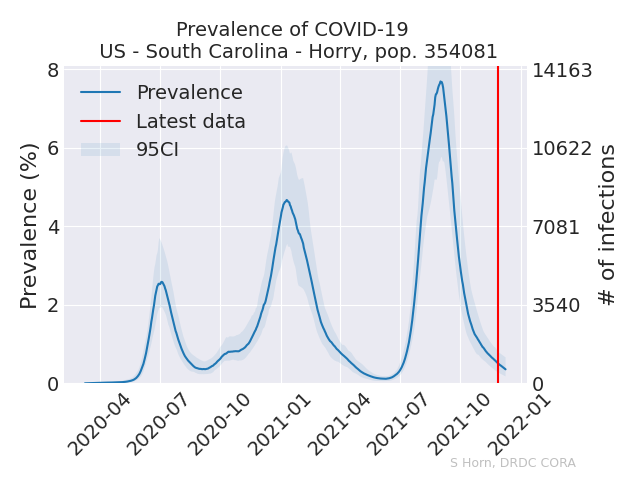 Prevalence of COVID-19
US - South Carolina - Horry, pop. 354081
Prevalence (%)
8
6
4
2
0
Prevalence
Latest data
95CI
14163
10622
7081
3540
0
# of infections
2020-04
2020-07
2020-10
2021-01
2021-04
2021-07
2021-10
2022-01
S Horn, DRDC CORA